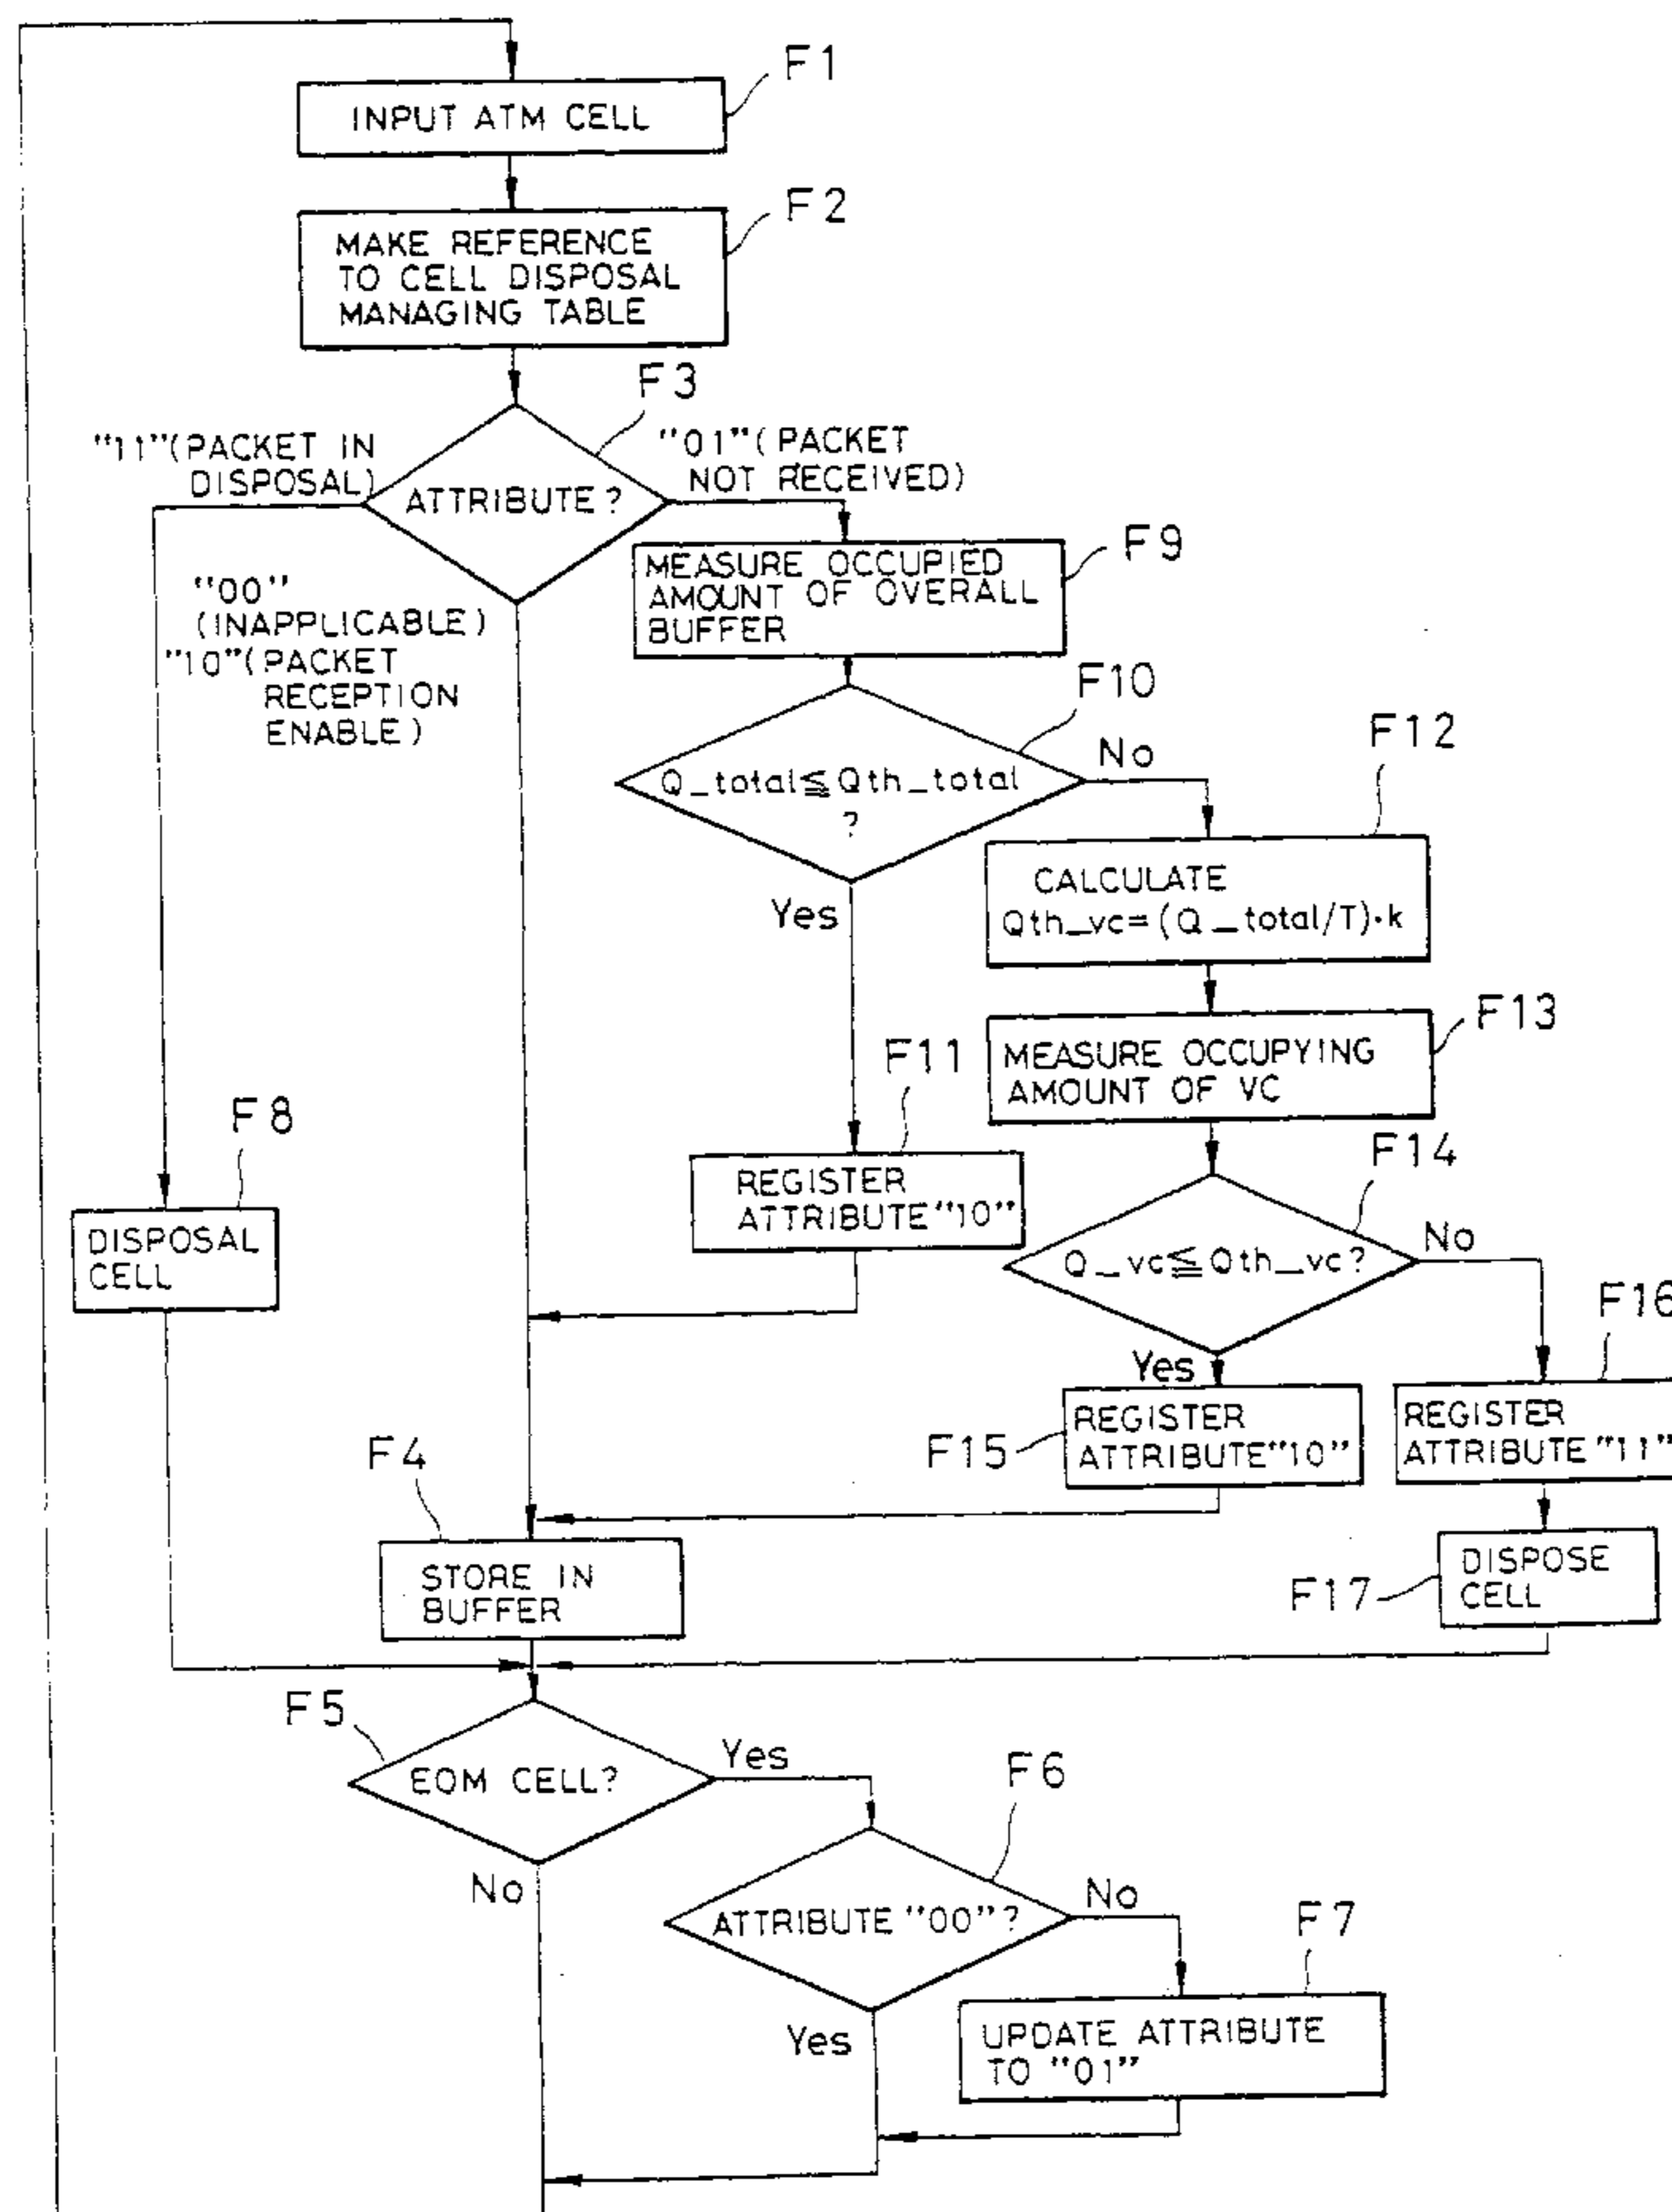 F1
INPUT ATM CELL
F2
MAKE REFERENCE
TO CELL DISPOSAL
MANAGING TABLE
F3
"11"(PACKET IN
DISPOSAL)
"01"(PACKET
NOT RECEIVED)
ATTRIBUTE?
"00"
(INAPPLICABLE)
"10"(PACKET
RECEPTION
ENABLE)
F9
MEASURE OCCUPIED
AMOUNT OF OVERALL
BUFFER
F10
Q_total≦Qth_total
?
No
Yes
F12
CALCULATE
Qth_vc=(Q_total/T)·k
F13
MEASURE OCCUPYING
AMOUNT OF VC
F11
REGISTER
ATTRIBUTE"10"
F8
DISPOSAL
CELL
F14
Q_vc≦Qth_vc?
No
Yes
F16
REGISTER
ATTRIBUTE"11"
F15
REGISTER
ATTRIBUTE"10"
F4
STORE IN
BUFFER
F17
DISPOSE
CELL
F5
EOM CELL?
Yes
No
F6
ATTRIBUTE"00"?
No
Yes
F7
UPDATE ATTRIBUTE
TO "01"